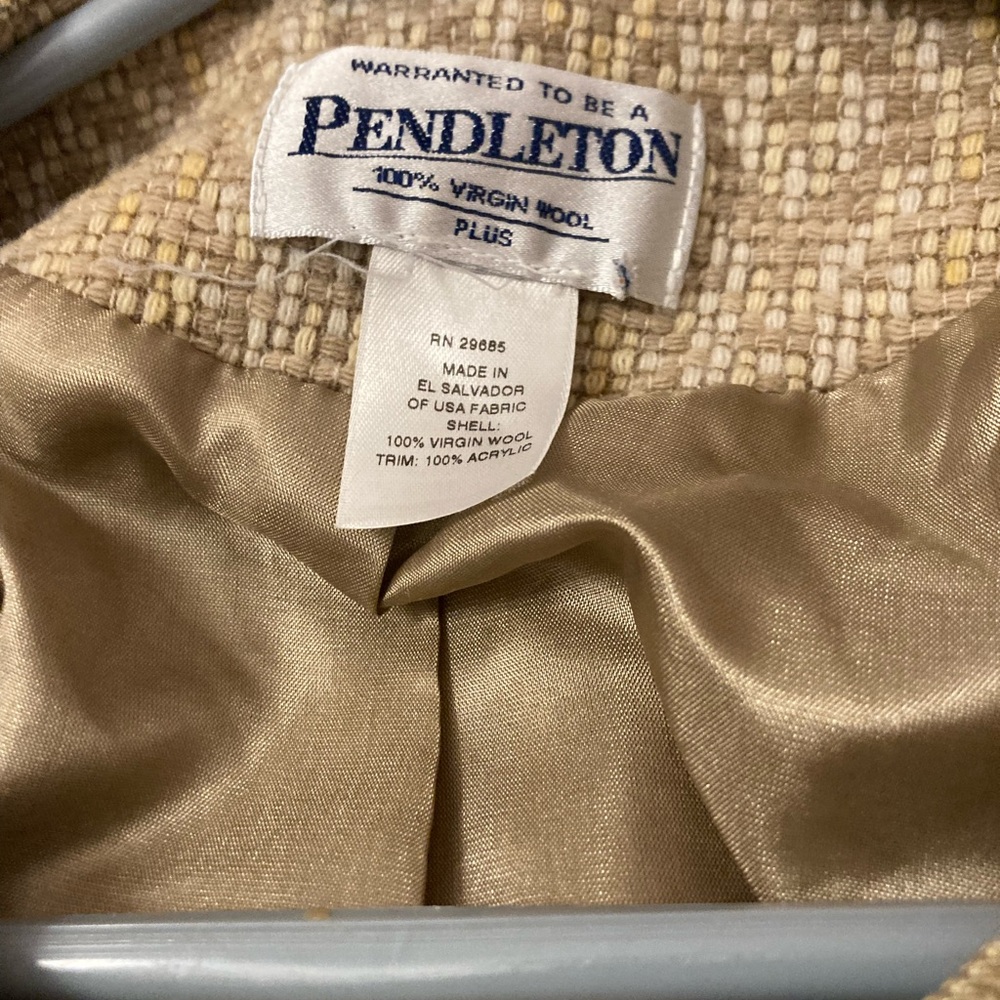 WARRANTED TO BE A
PENDLETON
100% VIRGIN WOOL
PLUS
RN 29685
MADE IN
EL SALVADOR
OF USA FABRIC
SHELL:
100% VIRGIN WOOL
TRIM: 100% ACRYLIC